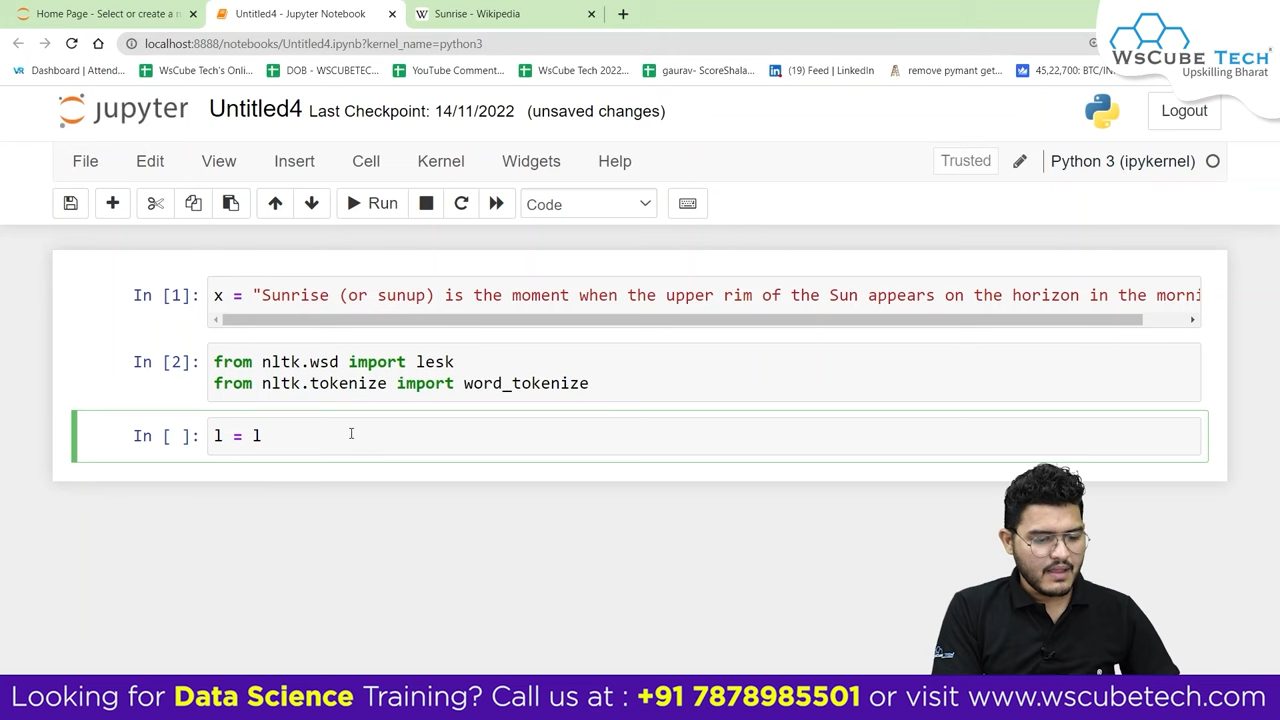 Home Page - Select or create a n
Untitled4 - Jupyter Notebook
Sunrise - Wikipedia
localhost:8888/notebooks/Untitled4.ipynb?kernel_name=python3
WsCube Tech
Upskilling Bharat
Dashboard | Attend...
WsCube Tech's Onli...
DOB - WSCUBETEC...
YouTube Comment...
WsCube Tech 2022...
gaurav- ScoreShala...
(19) Feed | LinkedIn
remove pymant get...
45,22,700: BTC/IN
jupyter Untitled4 Last Checkpoint: 14/11/2022 (unsaved changes)
Logout
File Edit View Insert Cell Kernel Widgets Help
Trusted
Python 3 (ipykernel)
Run
Code
In [1]: x = "Sunrise (or sunup) is the moment when the upper rim of the Sun appears on the horizon in the morni
In [2]: from nltk.wsd import lesk
from nltk.tokenize import word_tokenize
In [ ]: l = l
Looking for Data Science Training? Call us at : +91 7878985501 or visit www.wscubetech.com